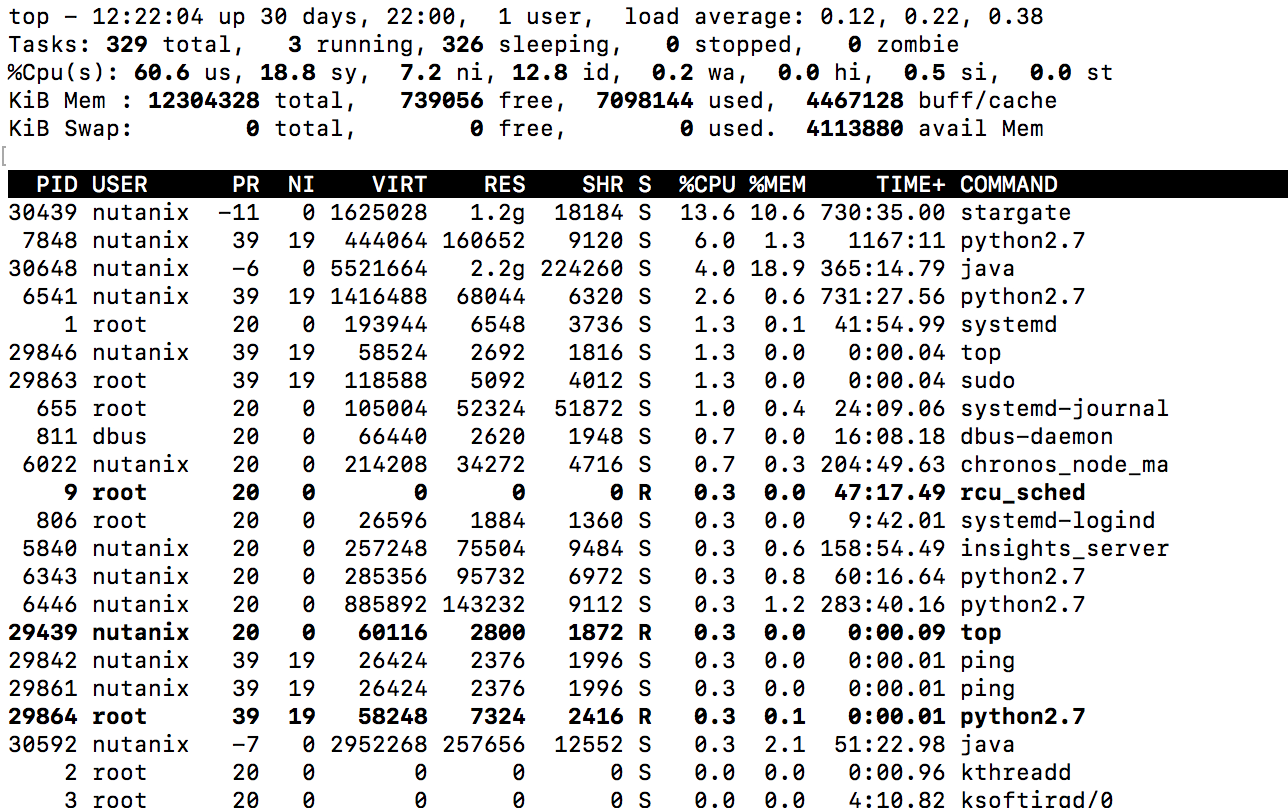 top - 12:22:04 up 30 days, 22:00,  1 user,  load average: 0.12, 0.22, 0.38
Tasks: 329 total,   3 running, 326 sleeping,   0 stopped,   0 zombie
%Cpu(s): 60.6 us, 18.8 sy,  7.2 ni, 12.8 id,  0.2 wa,  0.0 hi,  0.5 si,  0.0 st
KiB Mem : 12304328 total,   739056 free,  7098144 used,  4467128 buff/cache
KiB Swap:        0 total,        0 free,        0 used.  4113880 avail Mem
  PID USER      PR  NI    VIRT    RES    SHR S  %CPU %MEM     TIME+ COMMAND
30439 nutanix  -11   0 1625028   1.2g  18184 S  13.6 10.6 730:35.00 stargate
 7848 nutanix   39  19  444064 160652   9120 S   6.0  1.3   1167:11 python2.7
30648 nutanix   -6   0 5521664   2.2g 224260 S   4.0 18.9 365:14.79 java
 6541 nutanix   39  19 1416488  68044   6320 S   2.6  0.6 731:27.56 python2.7
    1 root      20   0  193944   6548   3736 S   1.3  0.1  41:54.99 systemd
29846 nutanix   39  19   58524   2692   1816 S   1.3  0.0   0:00.04 top
29863 root      39  19  118588   5092   4012 S   1.3  0.0   0:00.04 sudo
  655 root      20   0  105004  52324  51872 S   1.0  0.4  24:09.06 systemd-journal
  811 dbus      20   0   66440   2620   1948 S   0.7  0.0  16:08.18 dbus-daemon
 6022 nutanix   20   0  214208  34272   4716 S   0.7  0.3 204:49.63 chronos_node_ma
    9 root      20   0       0      0      0 R   0.3  0.0  47:17.49 rcu_sched
  806 root      20   0   26596   1884   1360 S   0.3  0.0   9:42.01 systemd-logind
 5840 nutanix   20   0  257248  75504   9484 S   0.3  0.6 158:54.49 insights_server
 6343 nutanix   20   0  285356  95732   6972 S   0.3  0.8  60:16.64 python2.7
 6446 nutanix   20   0  885892 143232   9112 S   0.3  1.2 283:40.16 python2.7
29439 nutanix   20   0   60116   2800   1872 R   0.3  0.0   0:00.09 top
29842 nutanix   39  19   26424   2376   1996 S   0.3  0.0   0:00.01 ping
29861 nutanix   39  19   26424   2376   1996 S   0.3  0.0   0:00.01 ping
29864 root      39  19   58248   7324   2416 R   0.3  0.1   0:00.01 python2.7
30592 nutanix   -7   0 2952268 257656  12552 S   0.3  2.1  51:22.98 java
    2 root      20   0       0      0      0 S   0.0  0.0   0:00.96 kthreadd
    3 root      20   0       0      0      0 S   0.0  0.0   4:10.82 ksoftirqd/0